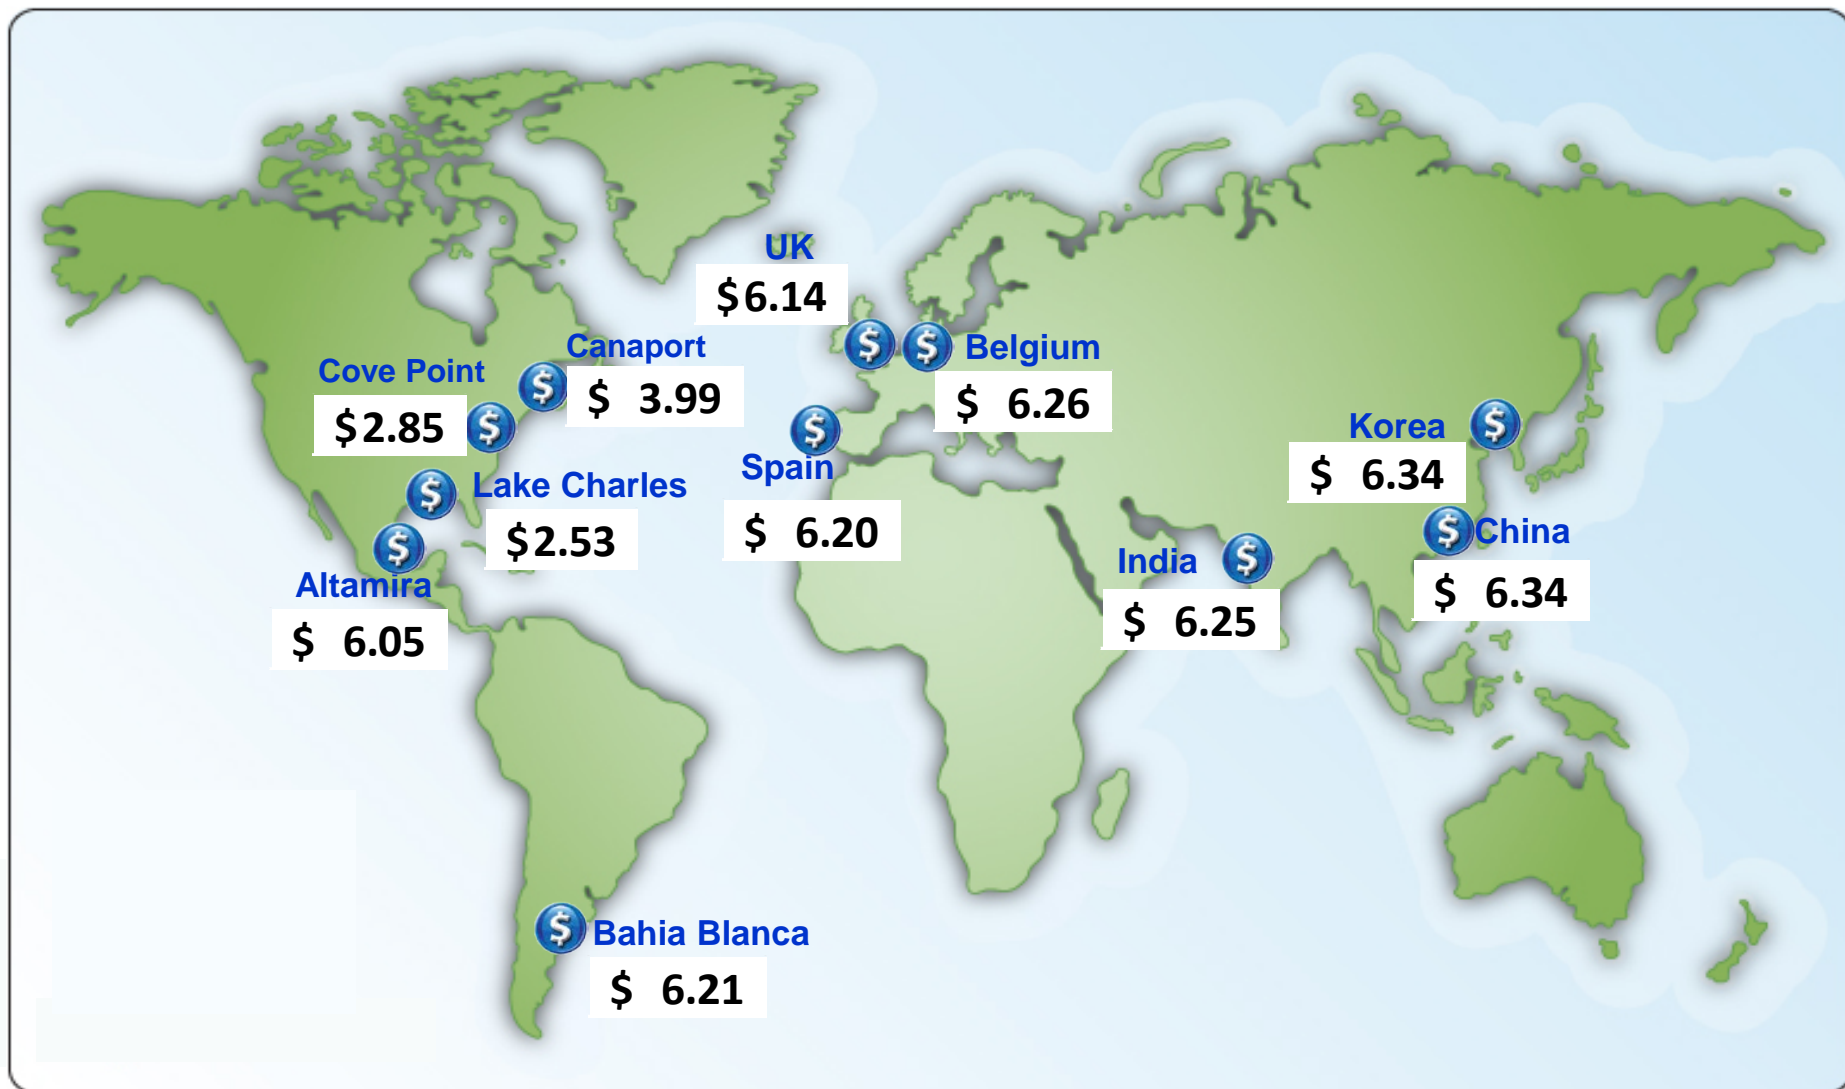 UK
$6.14
Canaport
$ 3.99
Cove Point
$2.85
Belgium
$ 6.26
Korea
$ 6.34
Spain
$ 6.20
Lake Charles
$2.53
China
$ 6.34
India
$ 6.25
Altamira
$ 6.05
Bahia Blanca
$ 6.21